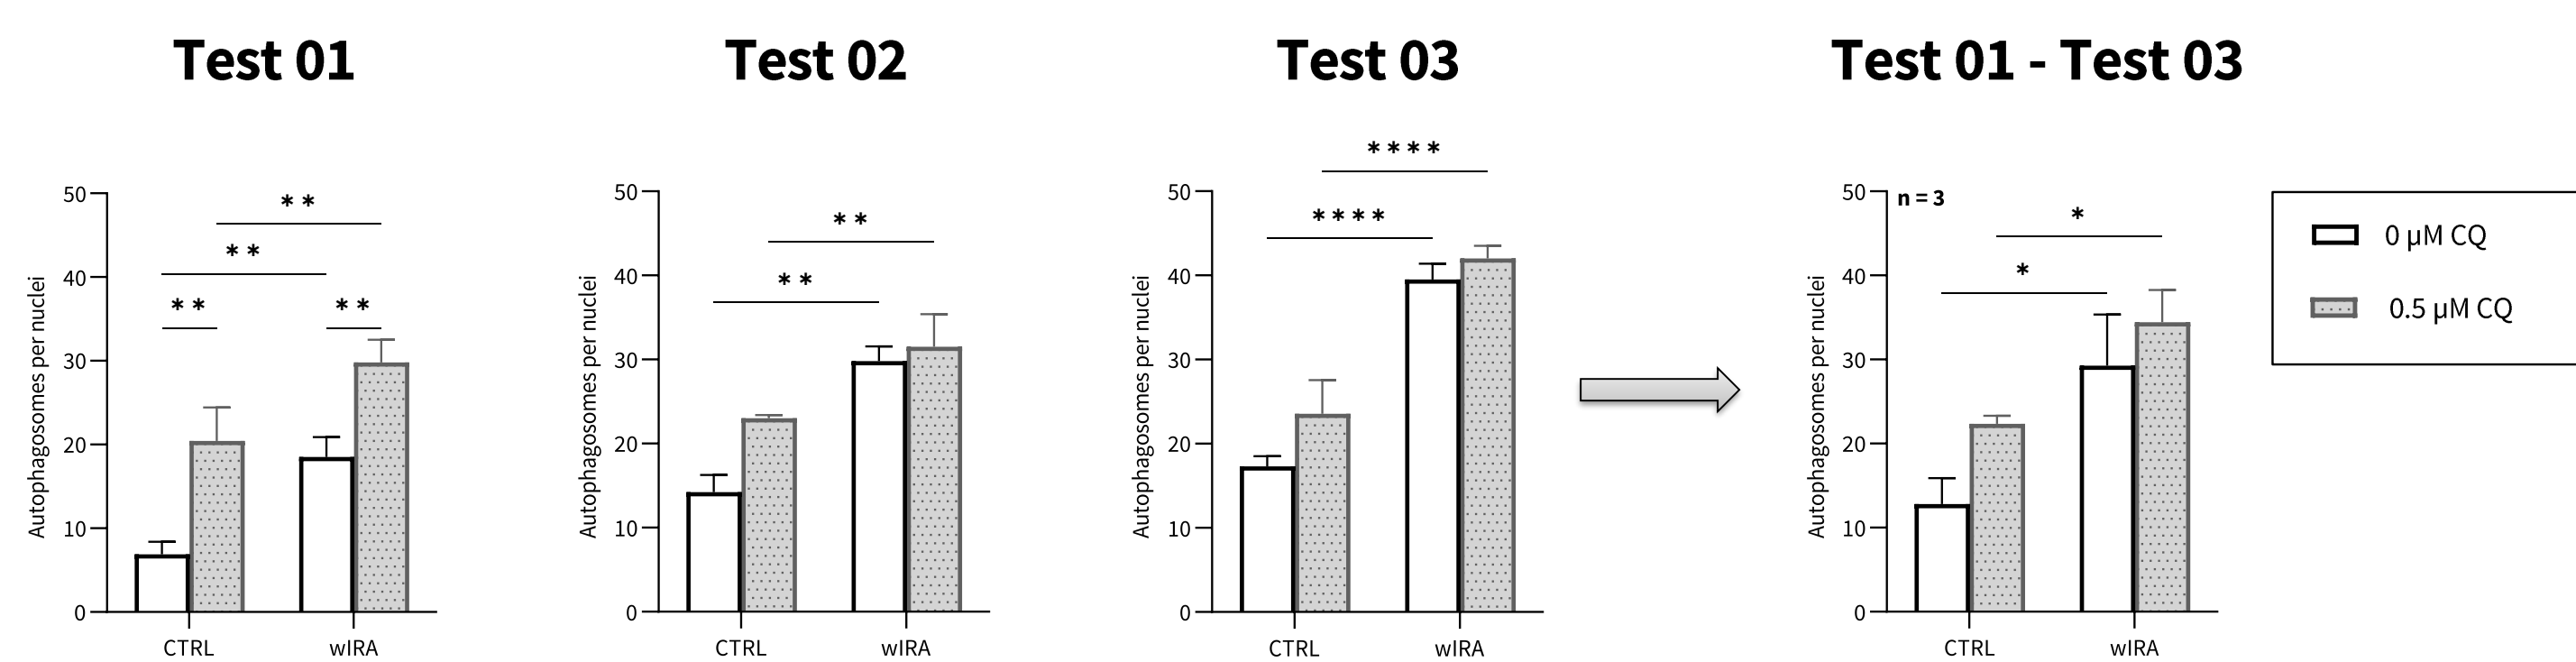 Test 01
Test 02
Test 03
Test 01 - Test 03
* *
* *
* *
* *
50
40
30
20
10
0
Autophagosomes per nuclei
CTRL
wIRA
* *
* *
50
40
30
20
10
0
Autophagosomes per nuclei
CTRL
wIRA
* * * *
* * * *
50
40
30
20
10
0
Autophagosomes per nuclei
CTRL
wIRA
n = 3
*
*
50
40
30
20
10
0
Autophagosomes per nuclei
CTRL
wIRA
0 µM CQ
0.5 µM CQ